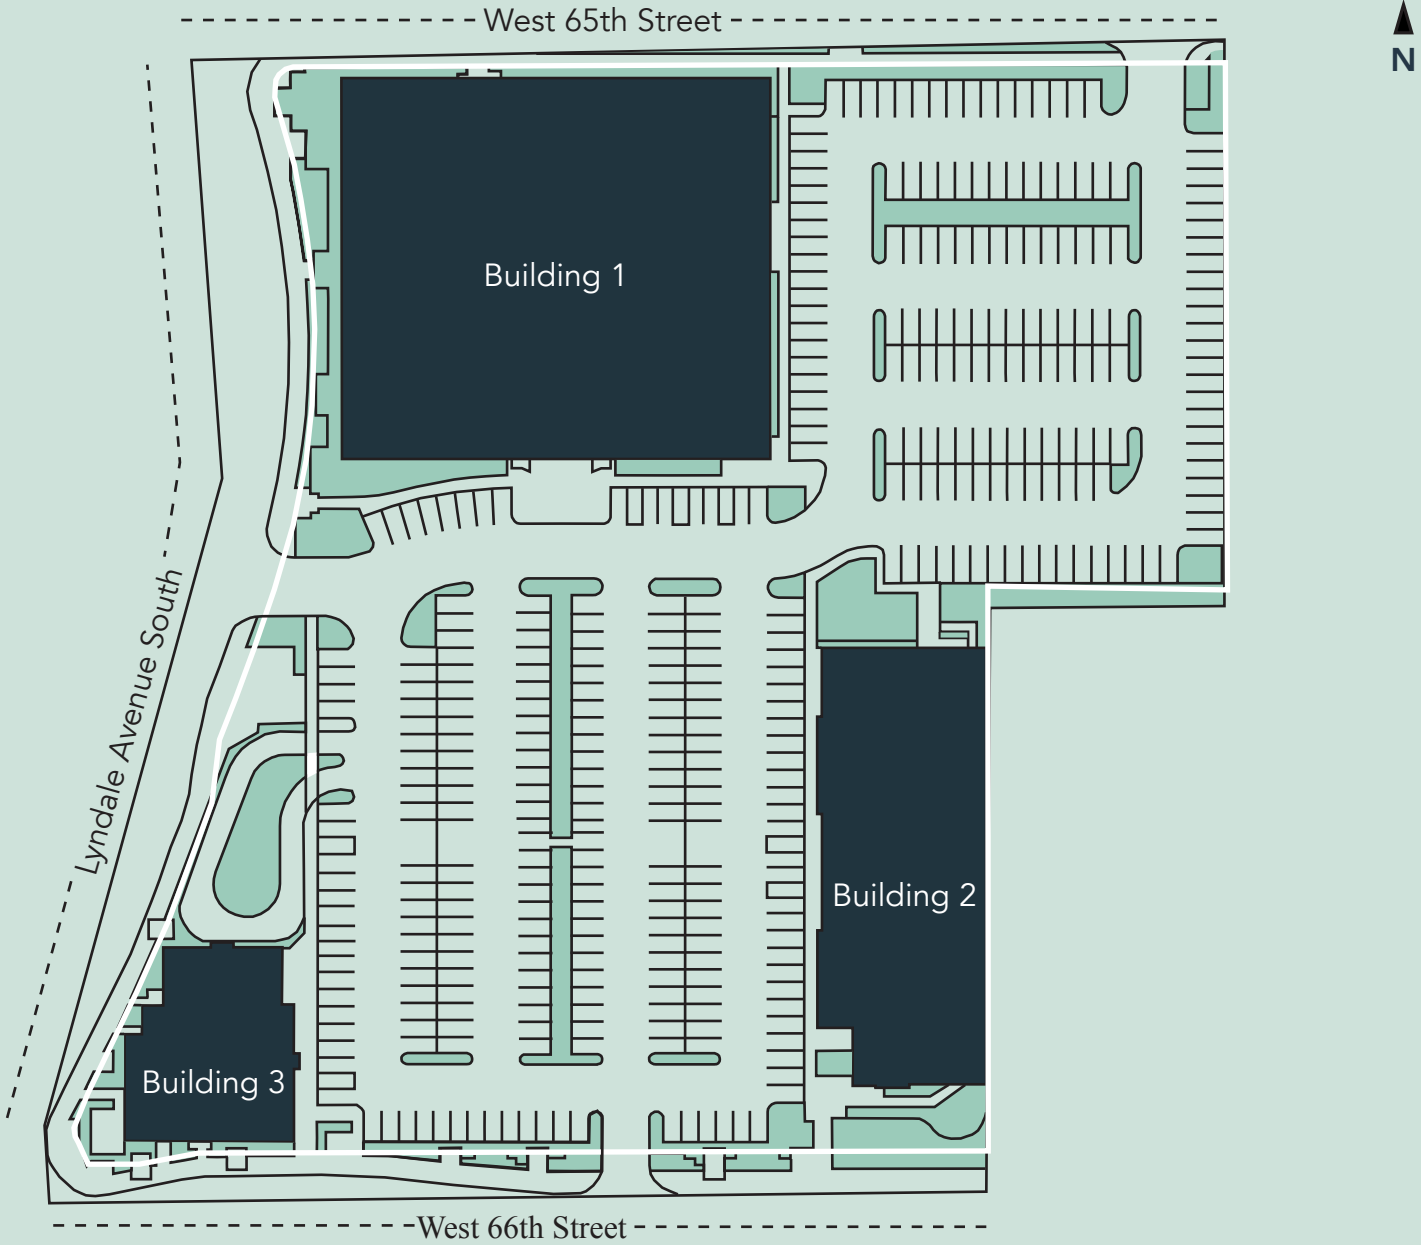 West 65th Street
N
Building 1
Lyndale Avenue South
Building 2
Building 3
West 66th Street